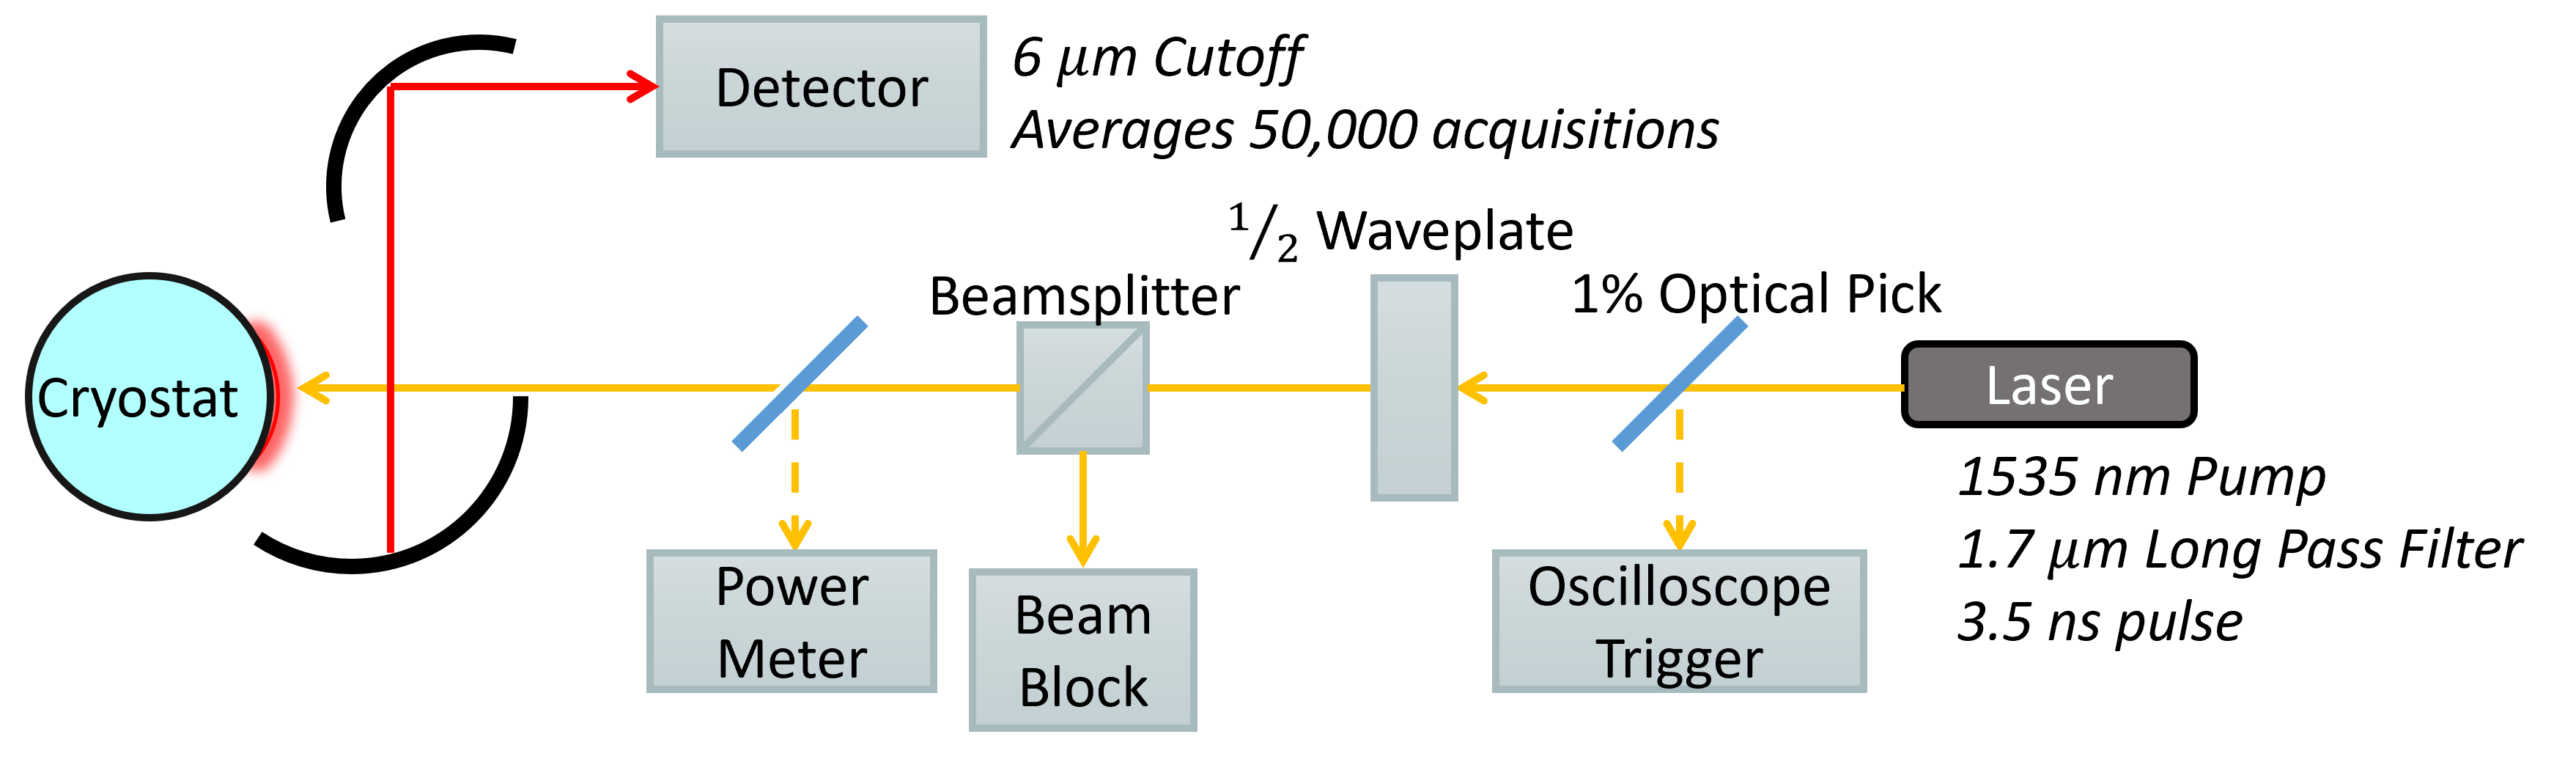 Detector
6 μm Cutoff
Averages 50,000 acquisitions
1/2 Waveplate
Beamsplitter
1% Optical Pick
Cryostat
Laser
1535 nm Pump
1.7 μm Long Pass Filter
3.5 ns pulse
Power
Meter
Beam
Block
Oscilloscope
Trigger